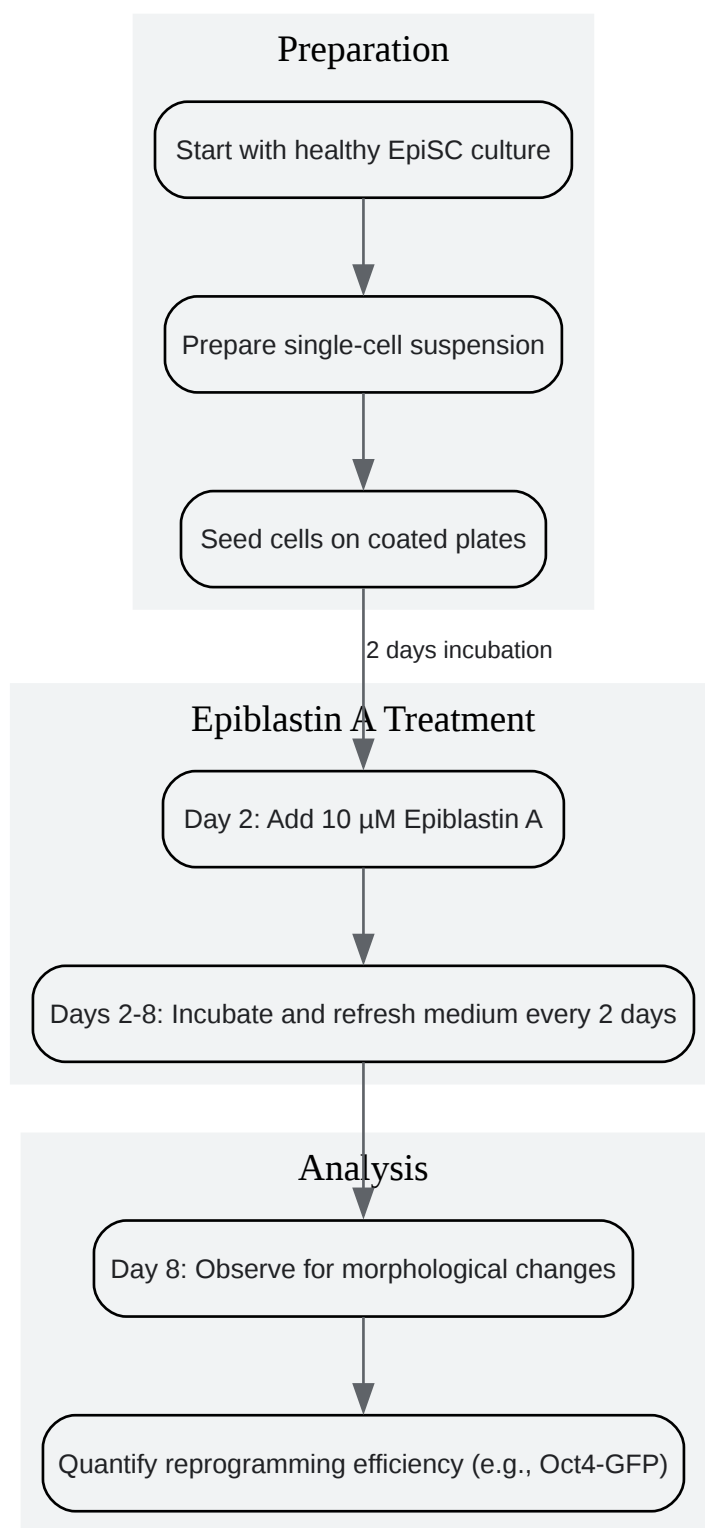 Preparation
Start with healthy EpiSC culture
Prepare single-cell suspension
Seed cells on coated plates
2 days incubation
Epiblastin A Treatment
Day 2: Add 10 µM Epiblastin A
Days 2-8: Incubate and refresh medium every 2 days
Analysis
Day 8: Observe for morphological changes
Quantify reprogramming efficiency (e.g., Oct4-GFP)